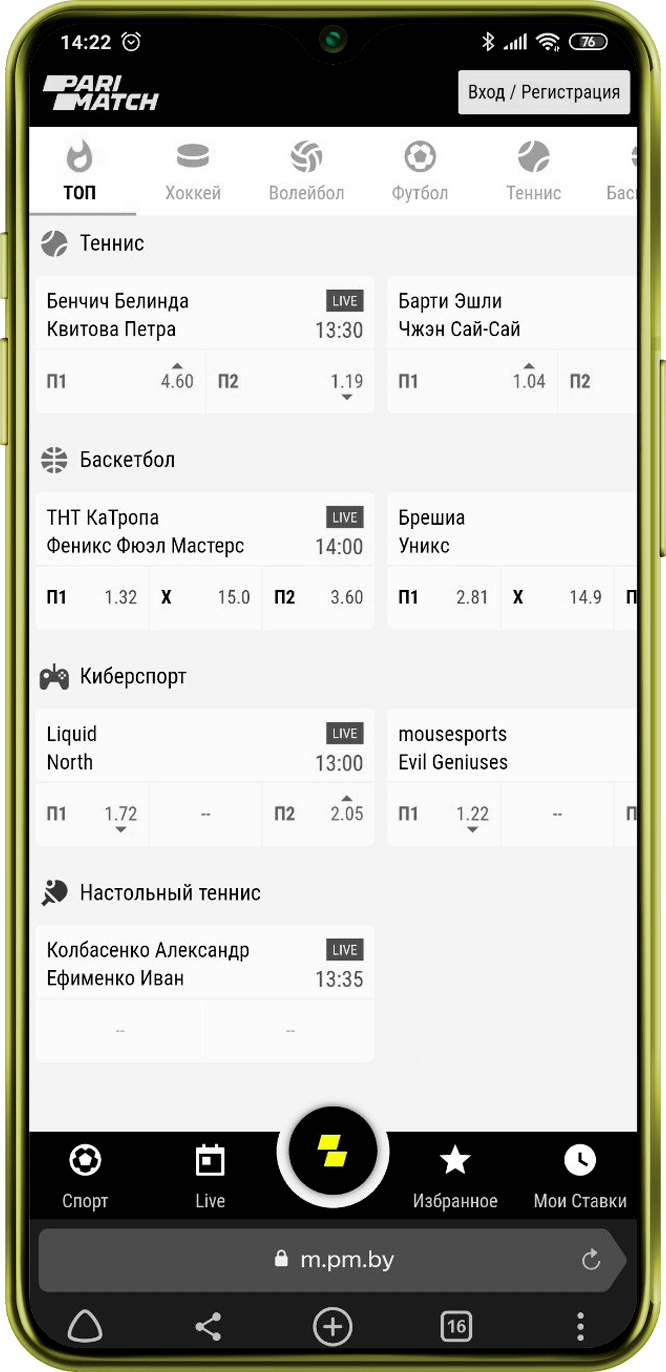 14:22
76
PARI
MATCH
Вход / Регистрация
ТОП Хоккей Волейбол Футбол Теннис Бас
Теннис
Бенчич Белинда LIVE
Квитова Петра 13:30
П1 4.60 П2 1.19
Барти Эшли
Чжэн Сай-Сай
П1 1.04 П2
Баскетбол
ТНТ КаТропа LIVE
Феникс Фюэл Мастерс 14:00
П1 1.32 X 15.0 П2 3.60
Брешиа
Уникс
П1 2.81 X 14.9 П
Киберспорт
Liquid LIVE
North 13:00
П1 1.72 -- П2 2.05
mousesports
Evil Geniuses
П1 1.22 -- П
Настольный теннис
Колбасенко Александр LIVE
Ефименко Иван 13:35
-- --
Спорт Live Избранное Мои Ставки
m.pm.by
16